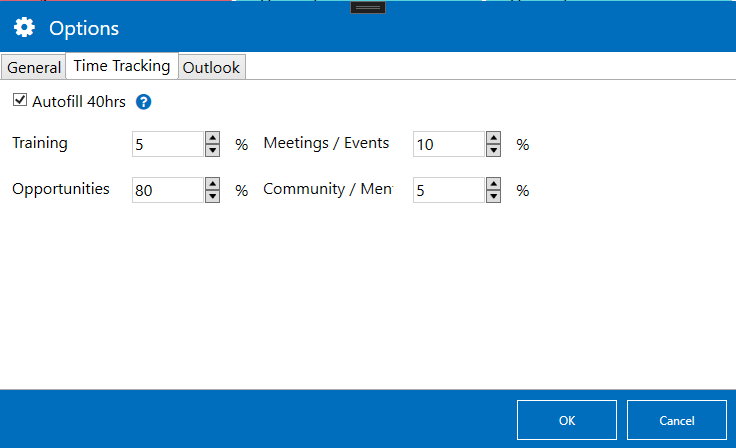 Options
General Time Tracking Outlook
Autofill 40hrs ?
Training 5 % Meetings / Events 10 %
Opportunities 80 % Community / Men 5 %
OK Cancel